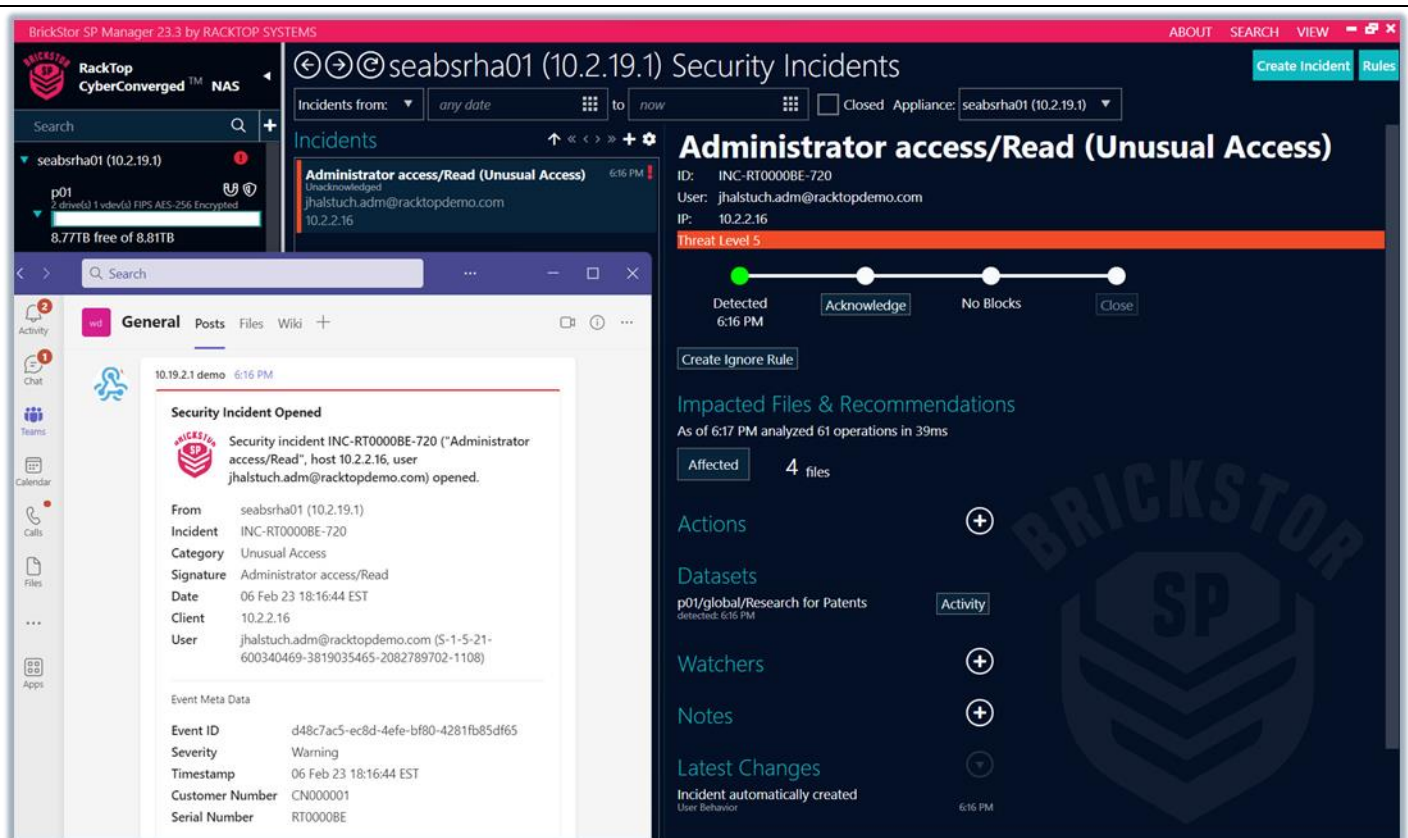 BrickStor SP Manager 23.3 by RACKTOP SYSTEMS
ABOUT SEARCH VIEW
BRICKSTOR
SP
RackTop
CyberConverged ™ NAS
Search
seabsrha01 (10.2.19.1)
p01
2 drive(s) 1 vdev(s) FIPS AES-256 Encrypted
8.77TB free of 8.81TB
seabsrha01 (10.2.19.1) Security Incidents
Create Incident Rules
Incidents from: any date to now Closed Appliance: seabsrha01 (10.2.19.1)
Incidents
Administrator access/Read (Unusual Access) 6:16 PM
Unacknowledged
jhalstuch.adm@racktopdemo.com
10.2.2.16
Administrator access/Read (Unusual Access)
ID: INC-RT0000BE-720
User: jhalstuch.adm@racktopdemo.com
IP: 10.2.2.16
Threat Level 5
Detected Acknowledge No Blocks Close
6:16 PM
Create Ignore Rule
Impacted Files & Recommendations
As of 6:17 PM analyzed 61 operations in 39ms
Affected 4 files
Actions
Datasets
p01/global/Research for Patents Activity
detected: 6:16 PM
Watchers
Notes
Latest Changes
Incident automatically created
User Behavior 6:16 PM
BRICKSTOR
SP
Search
2
Activity
1
Chat
Teams
Calendar
Calls
Files
Apps
wd General Posts Files Wiki
10.19.2.1 demo 6:16 PM
Security Incident Opened
BRICKSTOR
SP
Security incident INC-RT0000BE-720 ("Administrator
access/Read", host 10.2.2.16, user
jhalstuch.adm@racktopdemo.com) opened.
From seabsrha01 (10.2.19.1)
Incident INC-RT0000BE-720
Category Unusual Access
Signature Administrator access/Read
Date 06 Feb 23 18:16:44 EST
Client 10.2.2.16
User jhalstuch.adm@racktopdemo.com (S-1-5-21-
600340469-3819035465-2082789702-1108)
Event Meta Data
Event ID d48c7ac5-ec8d-4efe-bf80-4281fb85df65
Severity Warning
Timestamp 06 Feb 23 18:16:44 EST
Customer Number CN000001
Serial Number RT0000BE